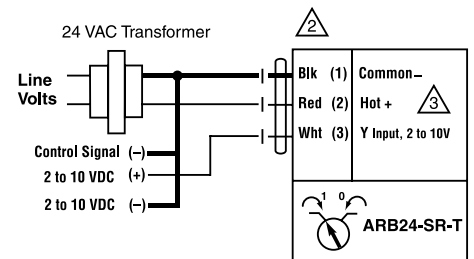 2
24 VAC Transformer
Line
Volts
Blk (1) Common –
Red (2) Hot +
3
Wht (3) Y Input, 2 to 10V
Control Signal (–)
2 to 10 VDC (+)
2 to 10 VDC (–)
1 0
ARB24-SR-T